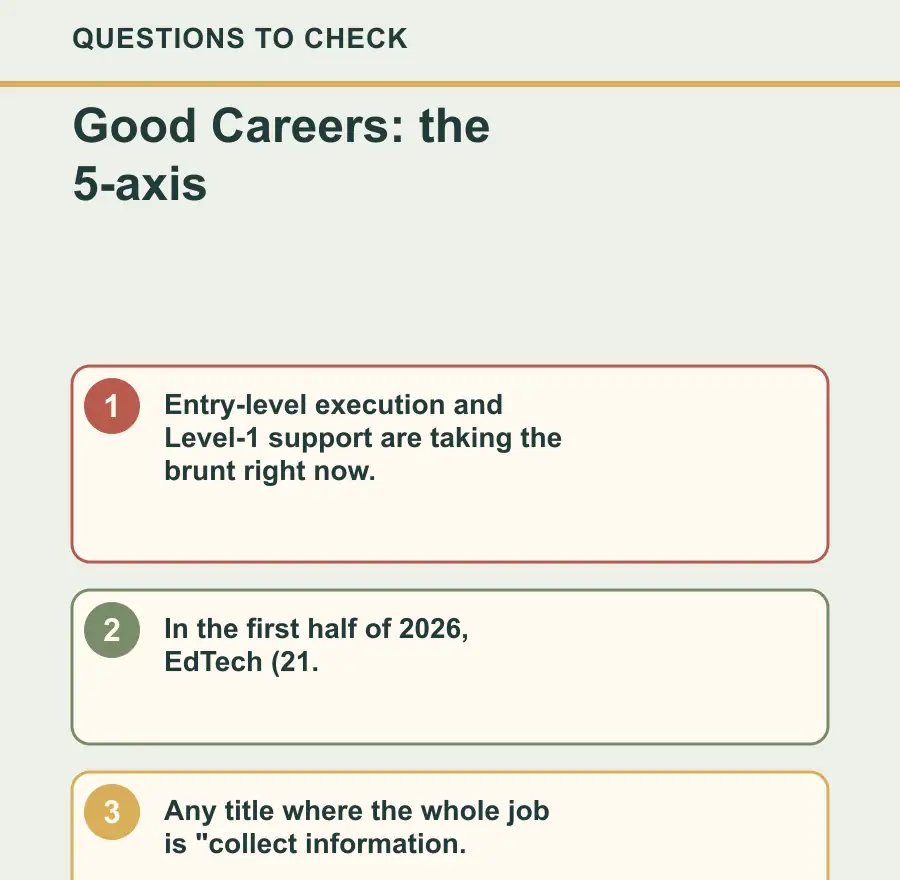 QUESTIONS TO CHECK
Good Careers: the
5-axis
1
Entry-level execution and
Level-1 support are taking the
brunt right now.
2
In the first half of 2026,
EdTech (21.
3
Any title where the whole job
is "collect information.